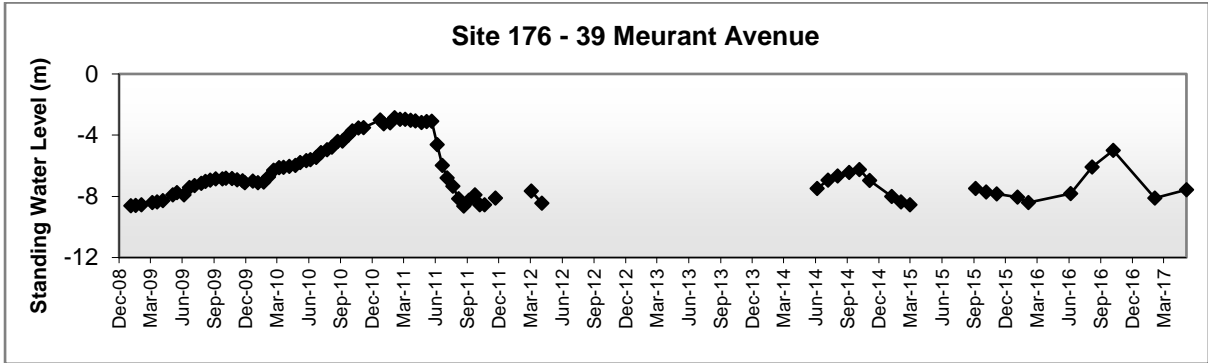 Site 176 - 39 Meurant Avenue
Standing Water Level (m)
0
-4
-8
-12
Dec-08
Mar-09
Jun-09
Sep-09
Dec-09
Mar-10
Jun-10
Sep-10
Dec-10
Mar-11
Jun-11
Sep-11
Dec-11
Mar-12
Jun-12
Sep-12
Dec-12
Mar-13
Jun-13
Sep-13
Dec-13
Mar-14
Jun-14
Sep-14
Dec-14
Mar-15
Jun-15
Sep-15
Dec-15
Mar-16
Jun-16
Sep-16
Dec-16
Mar-17